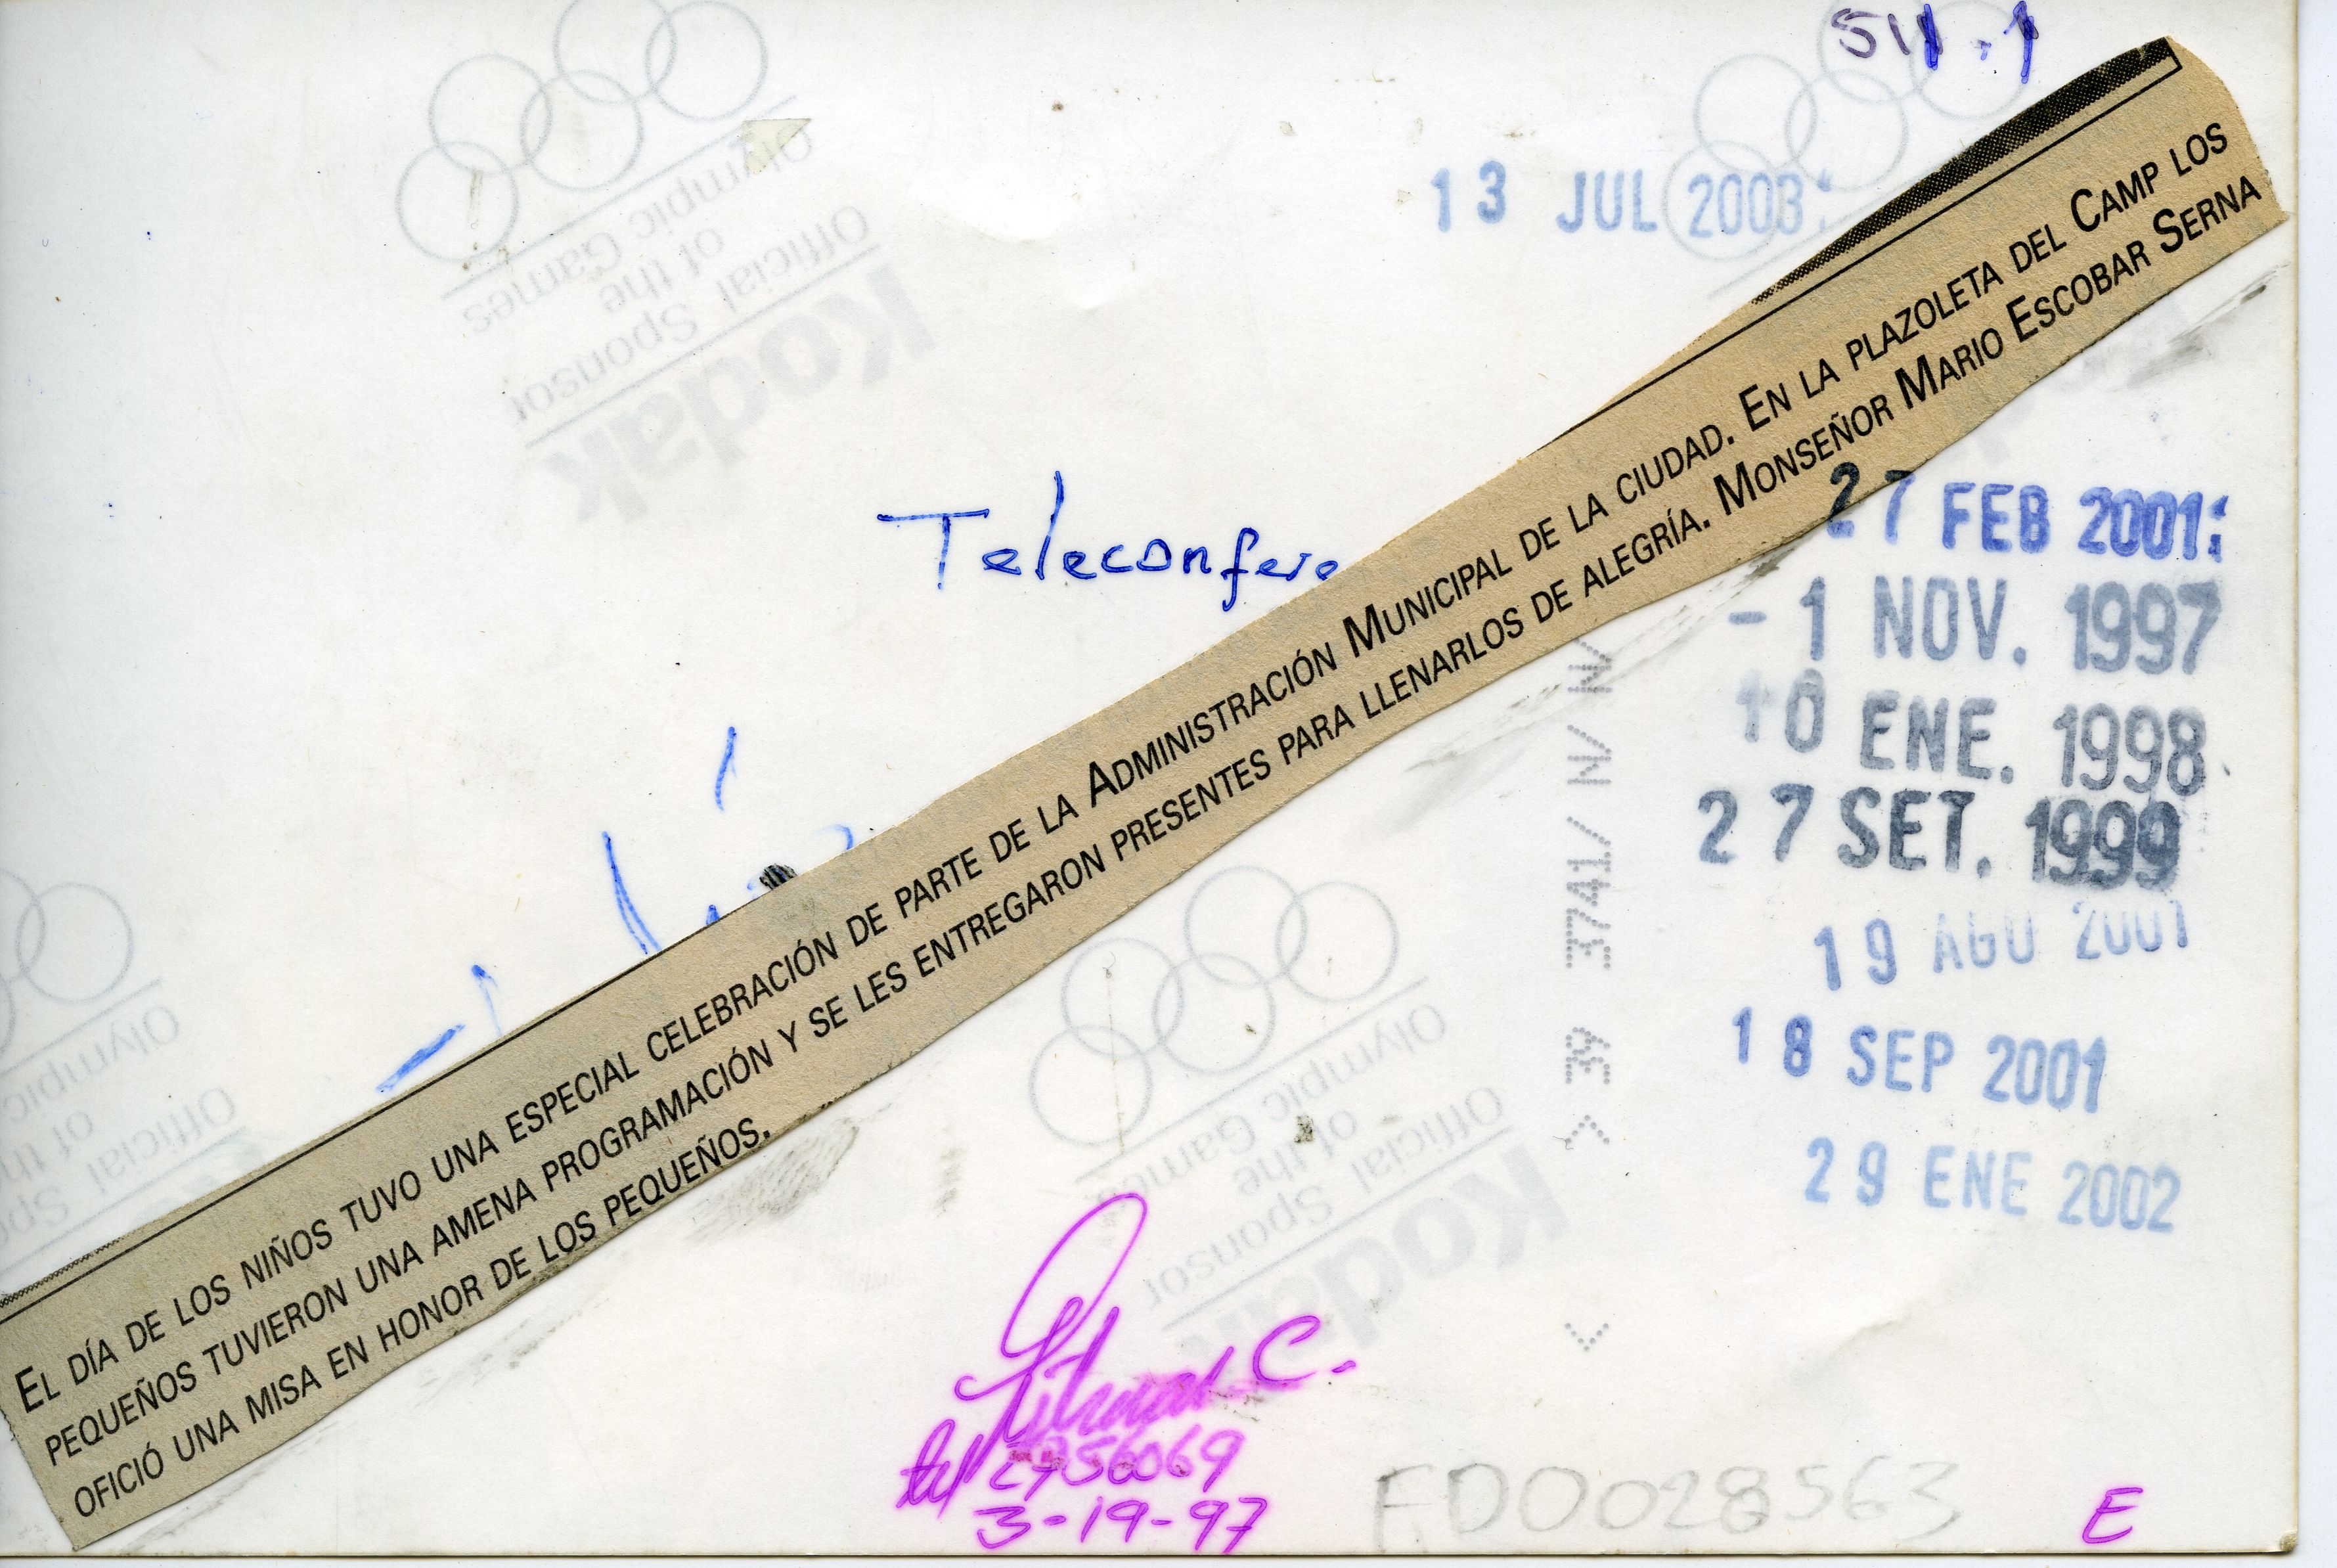 13 JUL 2003
Teleconfere
EL DÍA DE LOS NIÑOS TUVO UNA ESPECIAL CELEBRACIÓN DE PARTE DE LA ADMINISTRACIÓN MUNICIPAL DE LA CIUDAD. EN LA PLAZOLETA DEL CAMP LOS
PEQUEÑOS TUVIERON UNA AMENA PROGRAMACIÓN Y SE LES ENTREGARON PRESENTES PARA LLENARLOS DE ALEGRÍA. MONSEÑOR MARIO ESCOBAR SERNA
OFICIÓ UNA MISA EN HONOR DE LOS PEQUEÑOS.
27 FEB 2001
-1 NOV. 1997
10 ENE. 1998
27 SET. 1999
19 AGO 2001
18 SEP 2001
29 ENE 2002
Kodak
Official Sponsor
of the
Olympic Games
Kodak
Official Sponsor
of the
Olympic Games
Official
of the
Olympic
39 3741/ N/ N/
C.
3-19-97
FD0028563
E